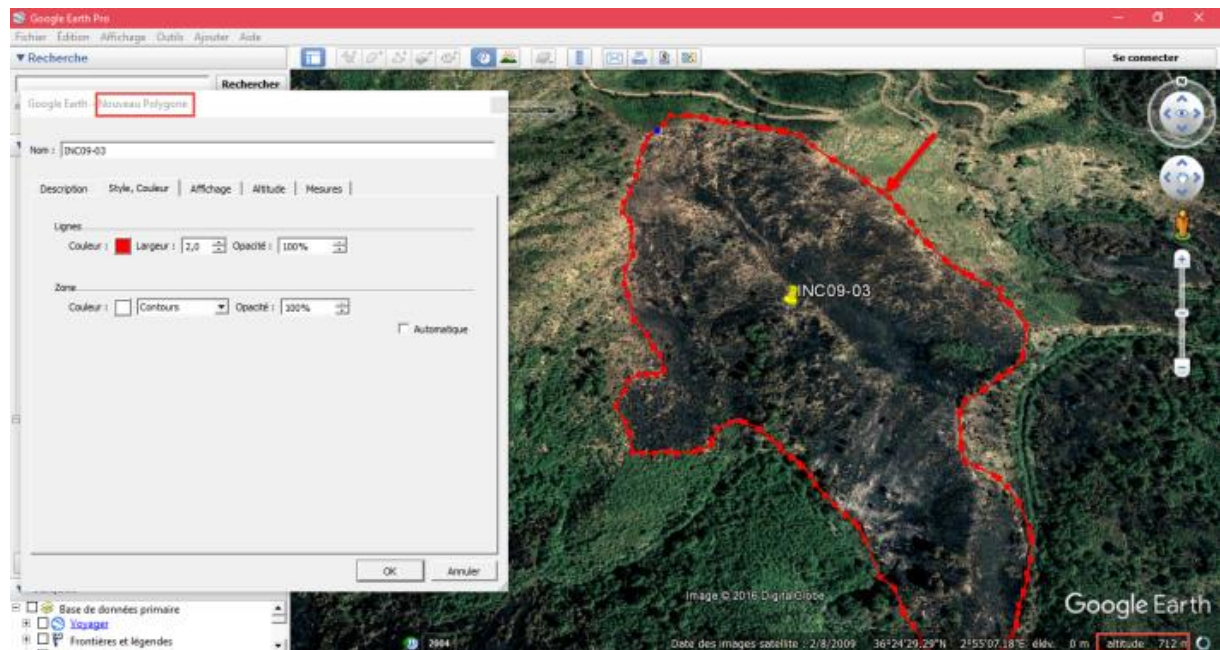 Google Earth Pro
Fichier Édition Affichage Outils Ajouter Aide
▼ Recherche
Se connecter
Rechercher
Google Earth - Nouveau Polygone
Nom : INC09-03
Description Style, Couleur Affichage Altitude Mesures
Lignes
Couleur : Largeur : 2,0 Opacité : 100%
Zone
Couleur : Contours Opacité : 100%
Automatique
OK Annuler
INC09-03
N
Base de données primaire
Voyager
Frontières et légendes
Image © 2016 DigitalGlobe
Google Earth
2004
Date des images satellite : 2/8/2009 36°24'29.29"N 2°55'07.18"E élév. 0 m altitude 712 m